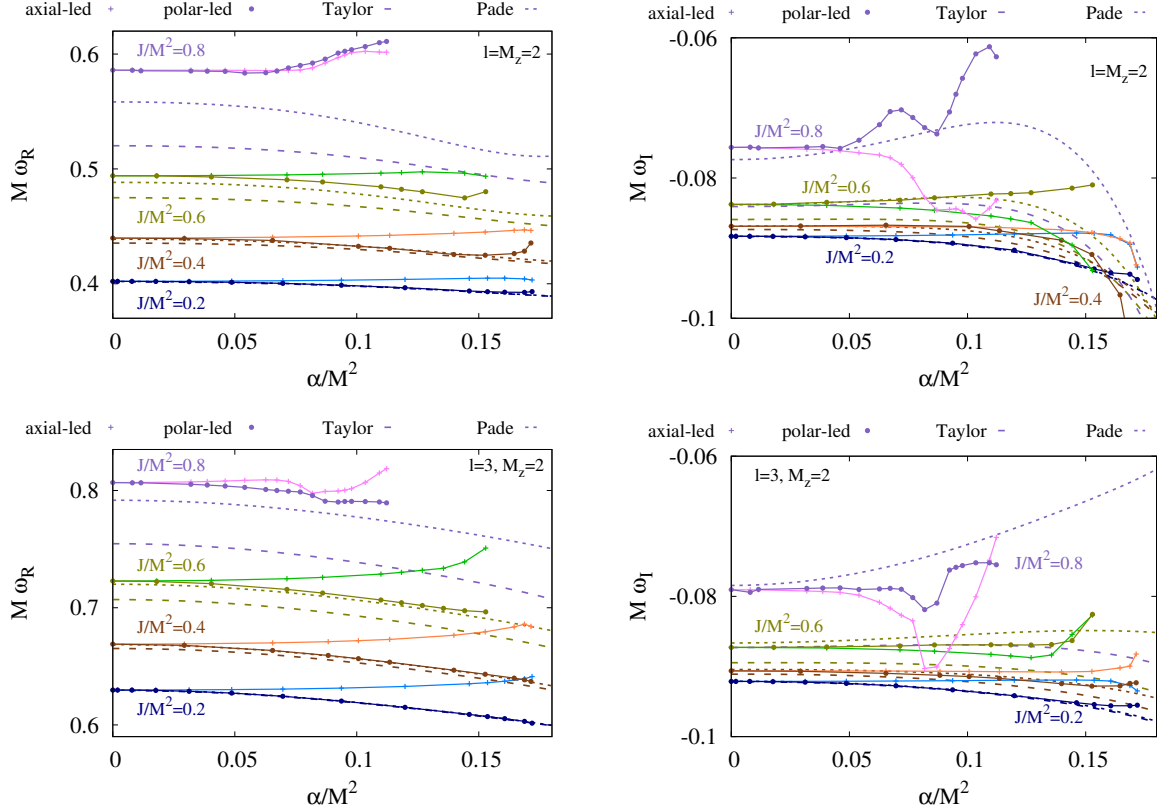 axial-led + polar-led • Taylor – Pade ---
J/M²=0.8
l=M_z=2
J/M²=0.6
J/M²=0.4
J/M²=0.2
M ω_R
0.6
0.5
0.4
0 0.05 0.1 0.15
α/M²
axial-led + polar-led • Taylor – Pade ---
-0.06
l=M_z=2
J/M²=0.8
J/M²=0.6
J/M²=0.2
J/M²=0.4
M ω_I
-0.08
-0.1
0 0.05 0.1 0.15
α/M²
axial-led + polar-led • Taylor – Pade ---
J/M²=0.8
l=3, M_z=2
J/M²=0.6
J/M²=0.4
J/M²=0.2
M ω_R
0.8
0.7
0.6
0 0.05 0.1 0.15
α/M²
axial-led + polar-led • Taylor – Pade ---
-0.06
l=3, M_z=2
J/M²=0.8
J/M²=0.6
J/M²=0.4
J/M²=0.2
M ω_I
-0.08
-0.1
0 0.05 0.1 0.15
α/M²